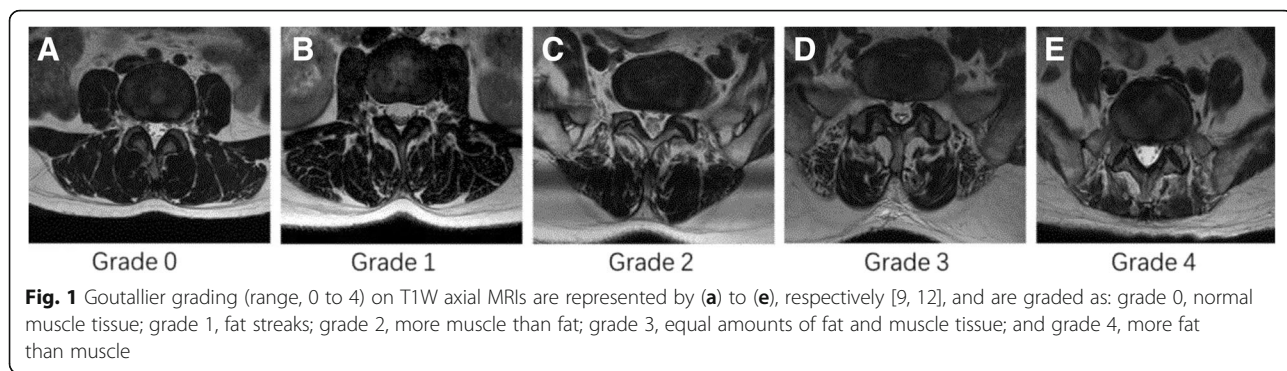 A B C D E
Grade 0 Grade 1 Grade 2 Grade 3 Grade 4
Fig. 1 Goutallier grading (range, 0 to 4) on T1W axial MRIs are represented by (a) to (e), respectively [9, 12], and are graded as: grade 0, normal
muscle tissue; grade 1, fat streaks; grade 2, more muscle than fat; grade 3, equal amounts of fat and muscle tissue; and grade 4, more fat
than muscle